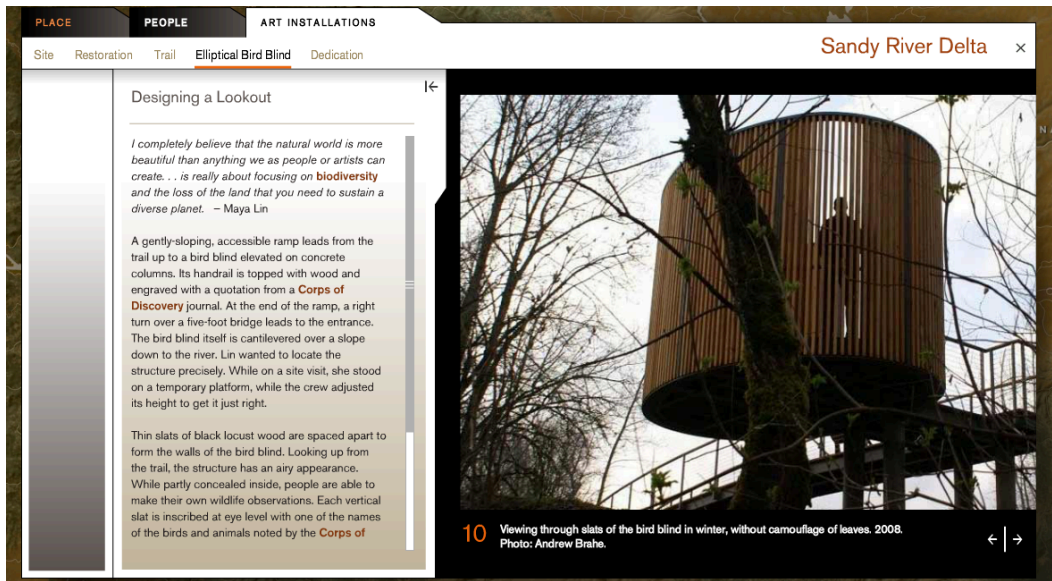 PLACE
PEOPLE
ART INSTALLATIONS
Site
Restoration
Trail
Elliptical Bird Blind
Dedication
Sandy River Delta
×
Designing a Lookout
I completely believe that the natural world is more
beautiful than anything we as people or artists can
create. . . is really about focusing on biodiversity
and the loss of the land that you need to sustain a
diverse planet. – Maya Lin
A gently-sloping, accessible ramp leads from the
trail up to a bird blind elevated on concrete
columns. Its handrail is topped with wood and
engraved with a quotation from a Corps of
Discovery journal. At the end of the ramp, a right
turn over a five-foot bridge leads to the entrance.
The bird blind itself is cantilevered over a slope
down to the river. Lin wanted to locate the
structure precisely. While on a site visit, she stood
on a temporary platform, while the crew adjusted
its height to get it just right.
Thin slats of black locust wood are spaced apart to
form the walls of the bird blind. Looking up from
the trail, the structure has an airy appearance.
While partly concealed inside, people are able to
make their own wildlife observations. Each vertical
slat is inscribed at eye level with one of the names
of the birds and animals noted by the Corps of
10
Viewing through slats of the bird blind in winter, without camouflage of leaves. 2008.
Photo: Andrew Brahe.